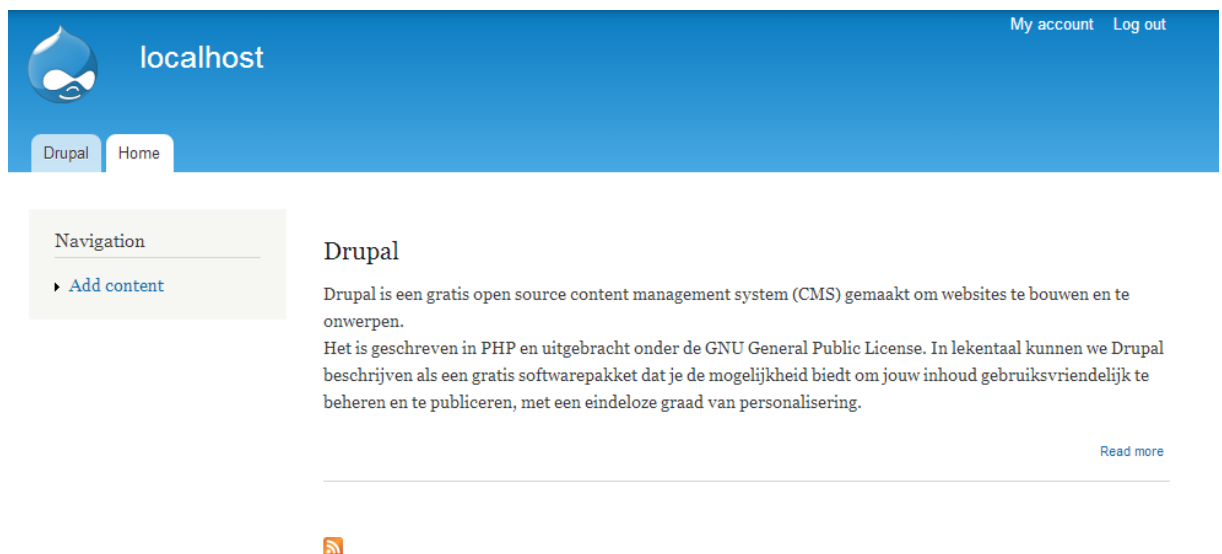 My account Log out
localhost
Drupal Home
Navigation
Add content
Drupal
Drupal is een gratis open source content management system (CMS) gemaakt om websites te bouwen en te
onwerpen.
Het is geschreven in PHP en uitgebracht onder de GNU General Public License. In lekentaal kunnen we Drupal
beschrijven als een gratis softwarepakket dat je de mogelijkheid biedt om jouw inhoud gebruiksvriendelijk te
beheren en te publiceren, met een eindeloze graad van personalisering.
Read more